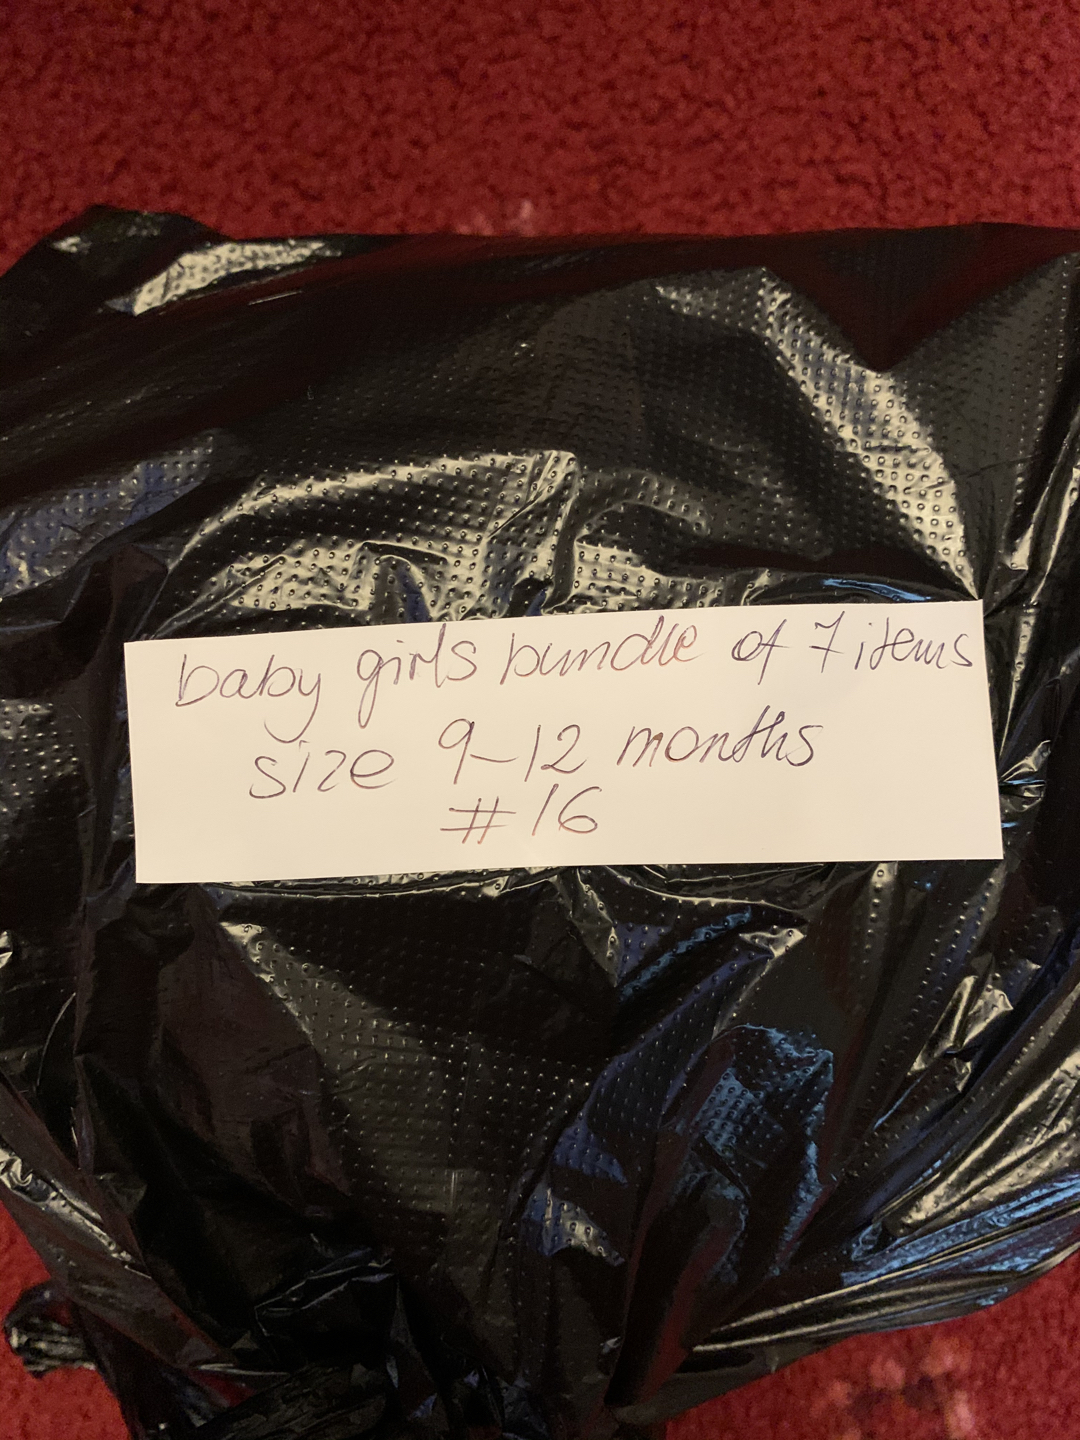 baby girls bundle of 7 items
size 9-12 months
#16